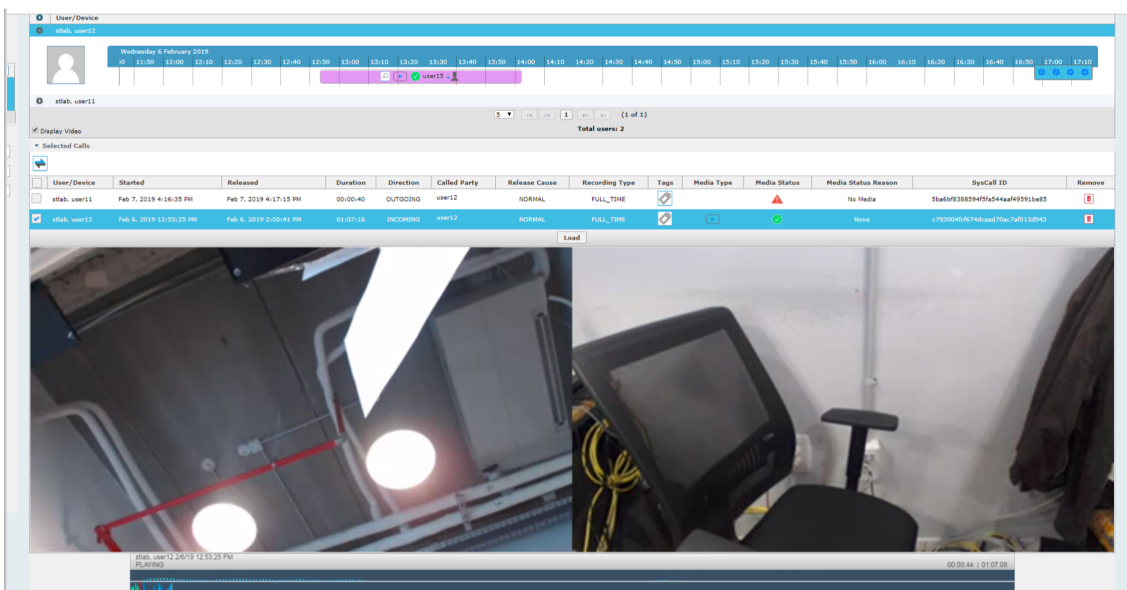 User/Device
stlab, user12
Wednesday 6 February 2019
11:50 12:00 12:10 12:20 12:30 12:40 12:50 13:00 13:10 13:20 13:30 13:40 13:50 14:00 14:10 14:20 14:30 14:40 14:50 15:00 15:10 15:20 15:30 15:40 15:50 16:00 16:10 16:20 16:30 16:40 16:50 17:00 17:10
user15
stlab, user11
5 1 (1 of 1)
Display Video Total users: 2
Selected Calls
User/Device Started Released Duration Direction Called Party Release Cause Recording Type Tags Media Type Media Status Media Status Reason SysCall ID Remove
stlab, user11 Feb 7, 2019 4:16:35 PM Feb 7, 2019 4:17:15 PM 00:00:40 OUTGOING user12 NORMAL FULL_TIME No Media 5ba6bf8388594f5fa544aaf49591be85
stlab, user12 Feb 6, 2019 12:53:25 PM Feb 6, 2019 2:00:41 PM 01:07:16 INCOMING user12 NORMAL FULL_TIME None c793004fcf674dcaad70ac7af013d943
Load
stlab, user12 2/6/19 12:53:25 PM
PLAYING 00:00:44 | 01:07:08